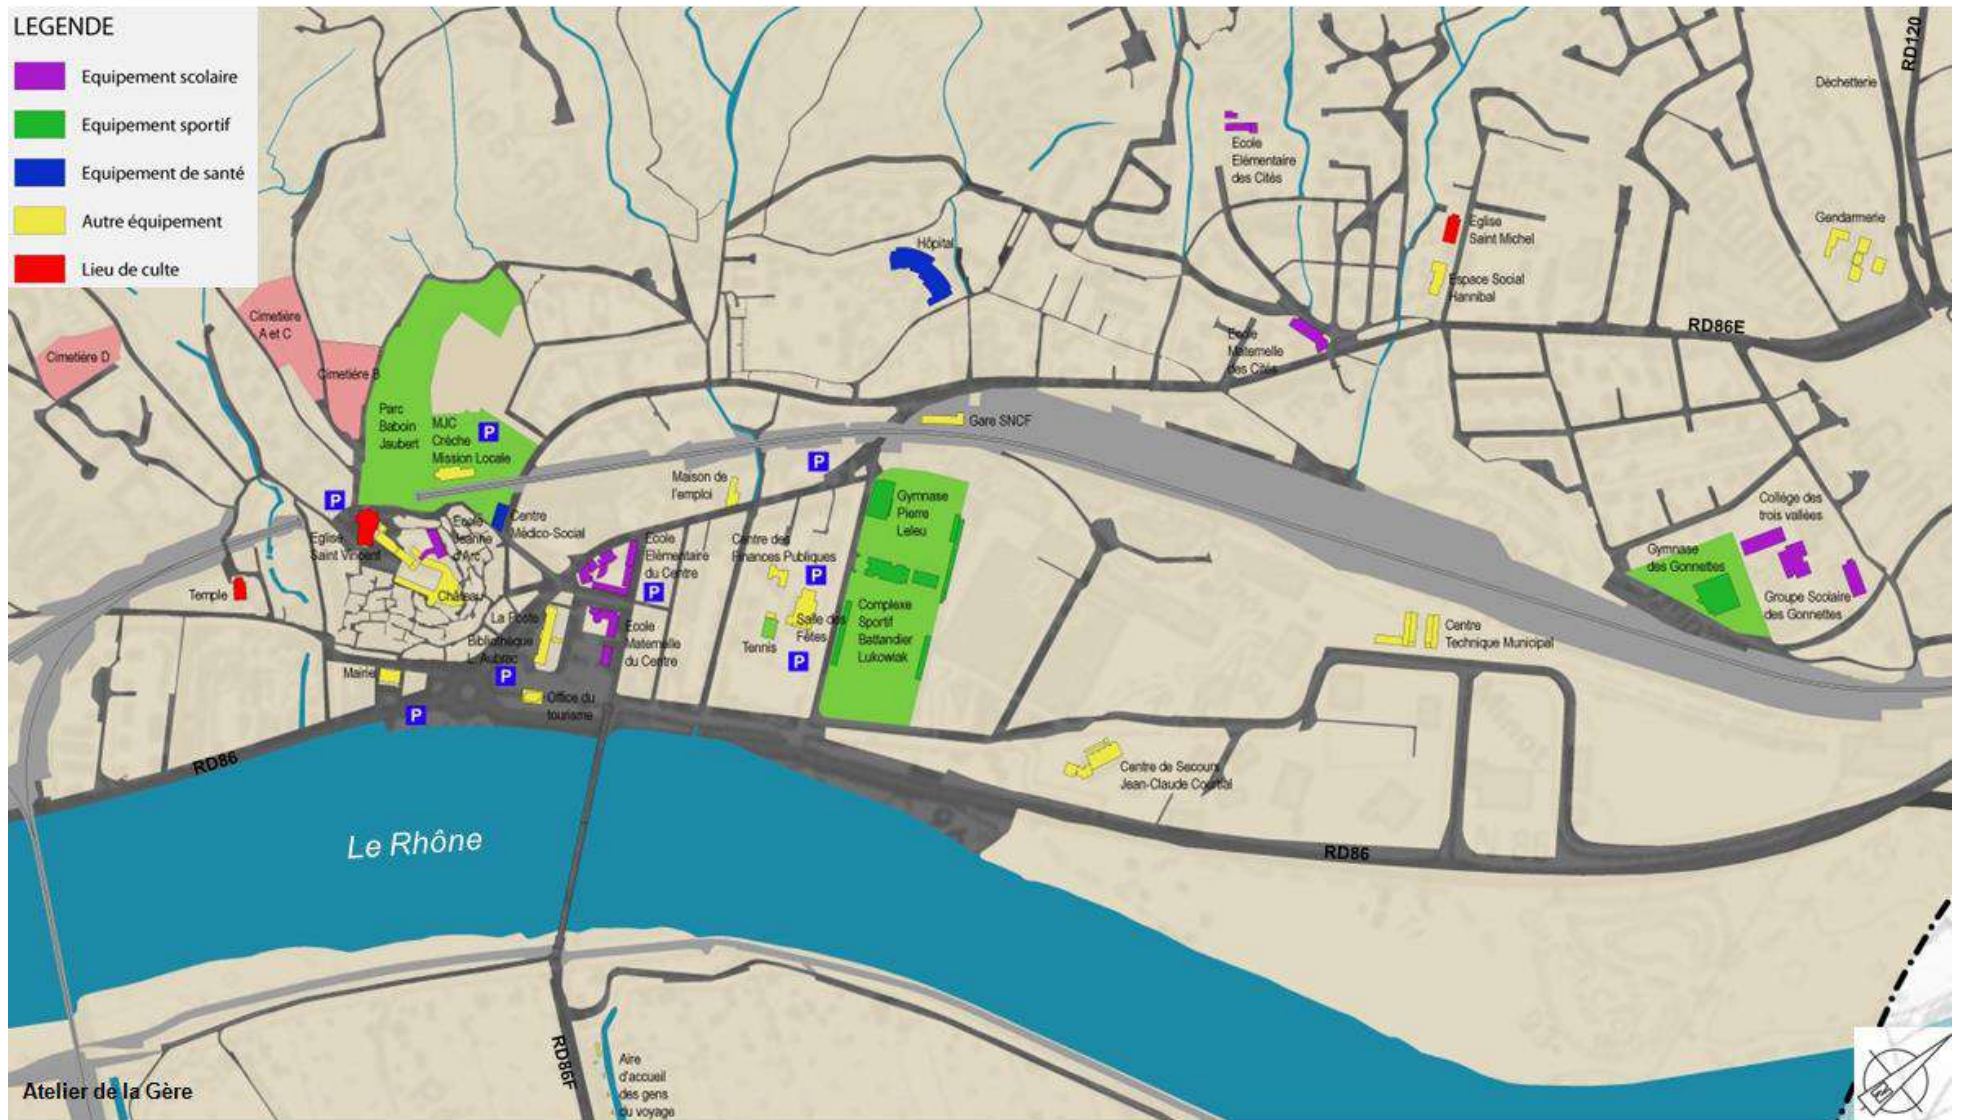 LEGENDE
Equipement scolaire
Equipement sportif
Equipement de santé
Autre équipement
Lieu de culte
RD120
Déchetterie
Ecole
Elémentaire
des Cités
Eglise
Saint Michel
Gendarmerie
Hôpital
Espace Social
Hannibal
Cimetière
A et C
Cimetière D
Cimetière B
Ecole
Maternelle
des Cités
RD86E
Parc
Baboin
Jaubert
MJC
Crèche
Mission Locale
P
Gare SNCF
P
P
Maison de
l'emploi
Gymnase
Pierre
Leleu
Collège des
trois vallées
Eglise
Saint Vincent
Ecole
Jeanne
d'Arc
Centre
Médico-Social
Ecole
Elémentaire
du Centre
P
Centre des
Finances Publiques
P
Gymnase
des Gonnettes
Groupe Scolaire
des Gonnettes
Temple
Château
La Poste
Bibliothèque
L. Aubrac
P
Ecole
Maternelle
du Centre
Salle des
Fêtes
Tennis
P
Complexe
Sportif
Battandier
Lukowiak
Centre
Technique Municipal
Mairie
P
Office du
tourisme
RD86
Centre de Secours
Jean-Claude Courtial
Le Rhône
RD86
RD86F
Aire
d'accueil
des gens
du voyage
Atelier de la Gère